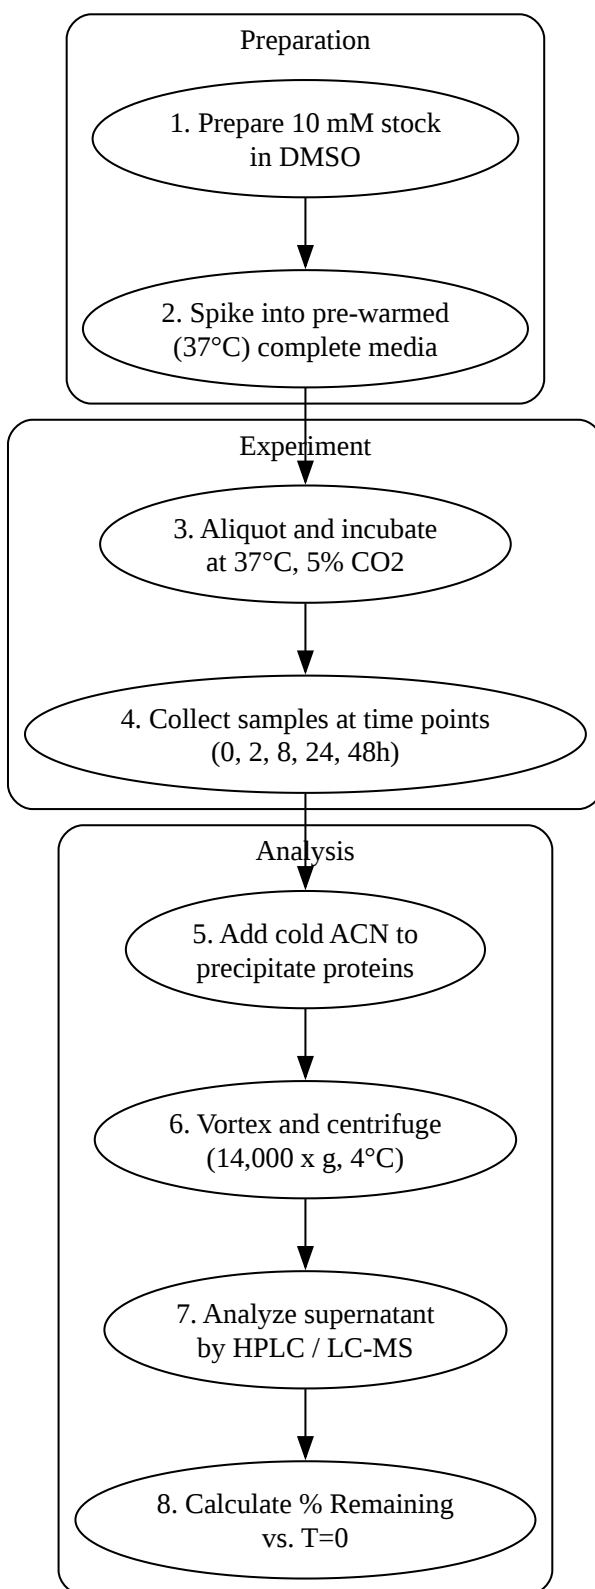 Preparation
1. Prepare 10 mM stock
in DMSO
2. Spike into pre-warmed
(37°C) complete media
Experiment
3. Aliquot and incubate
at 37°C, 5% CO2
4. Collect samples at time points
(0, 2, 8, 24, 48h)
Analysis
5. Add cold ACN to
precipitate proteins
6. Vortex and centrifuge
(14,000 x g, 4°C)
7. Analyze supernatant
by HPLC / LC-MS
8. Calculate % Remaining
vs. T=0